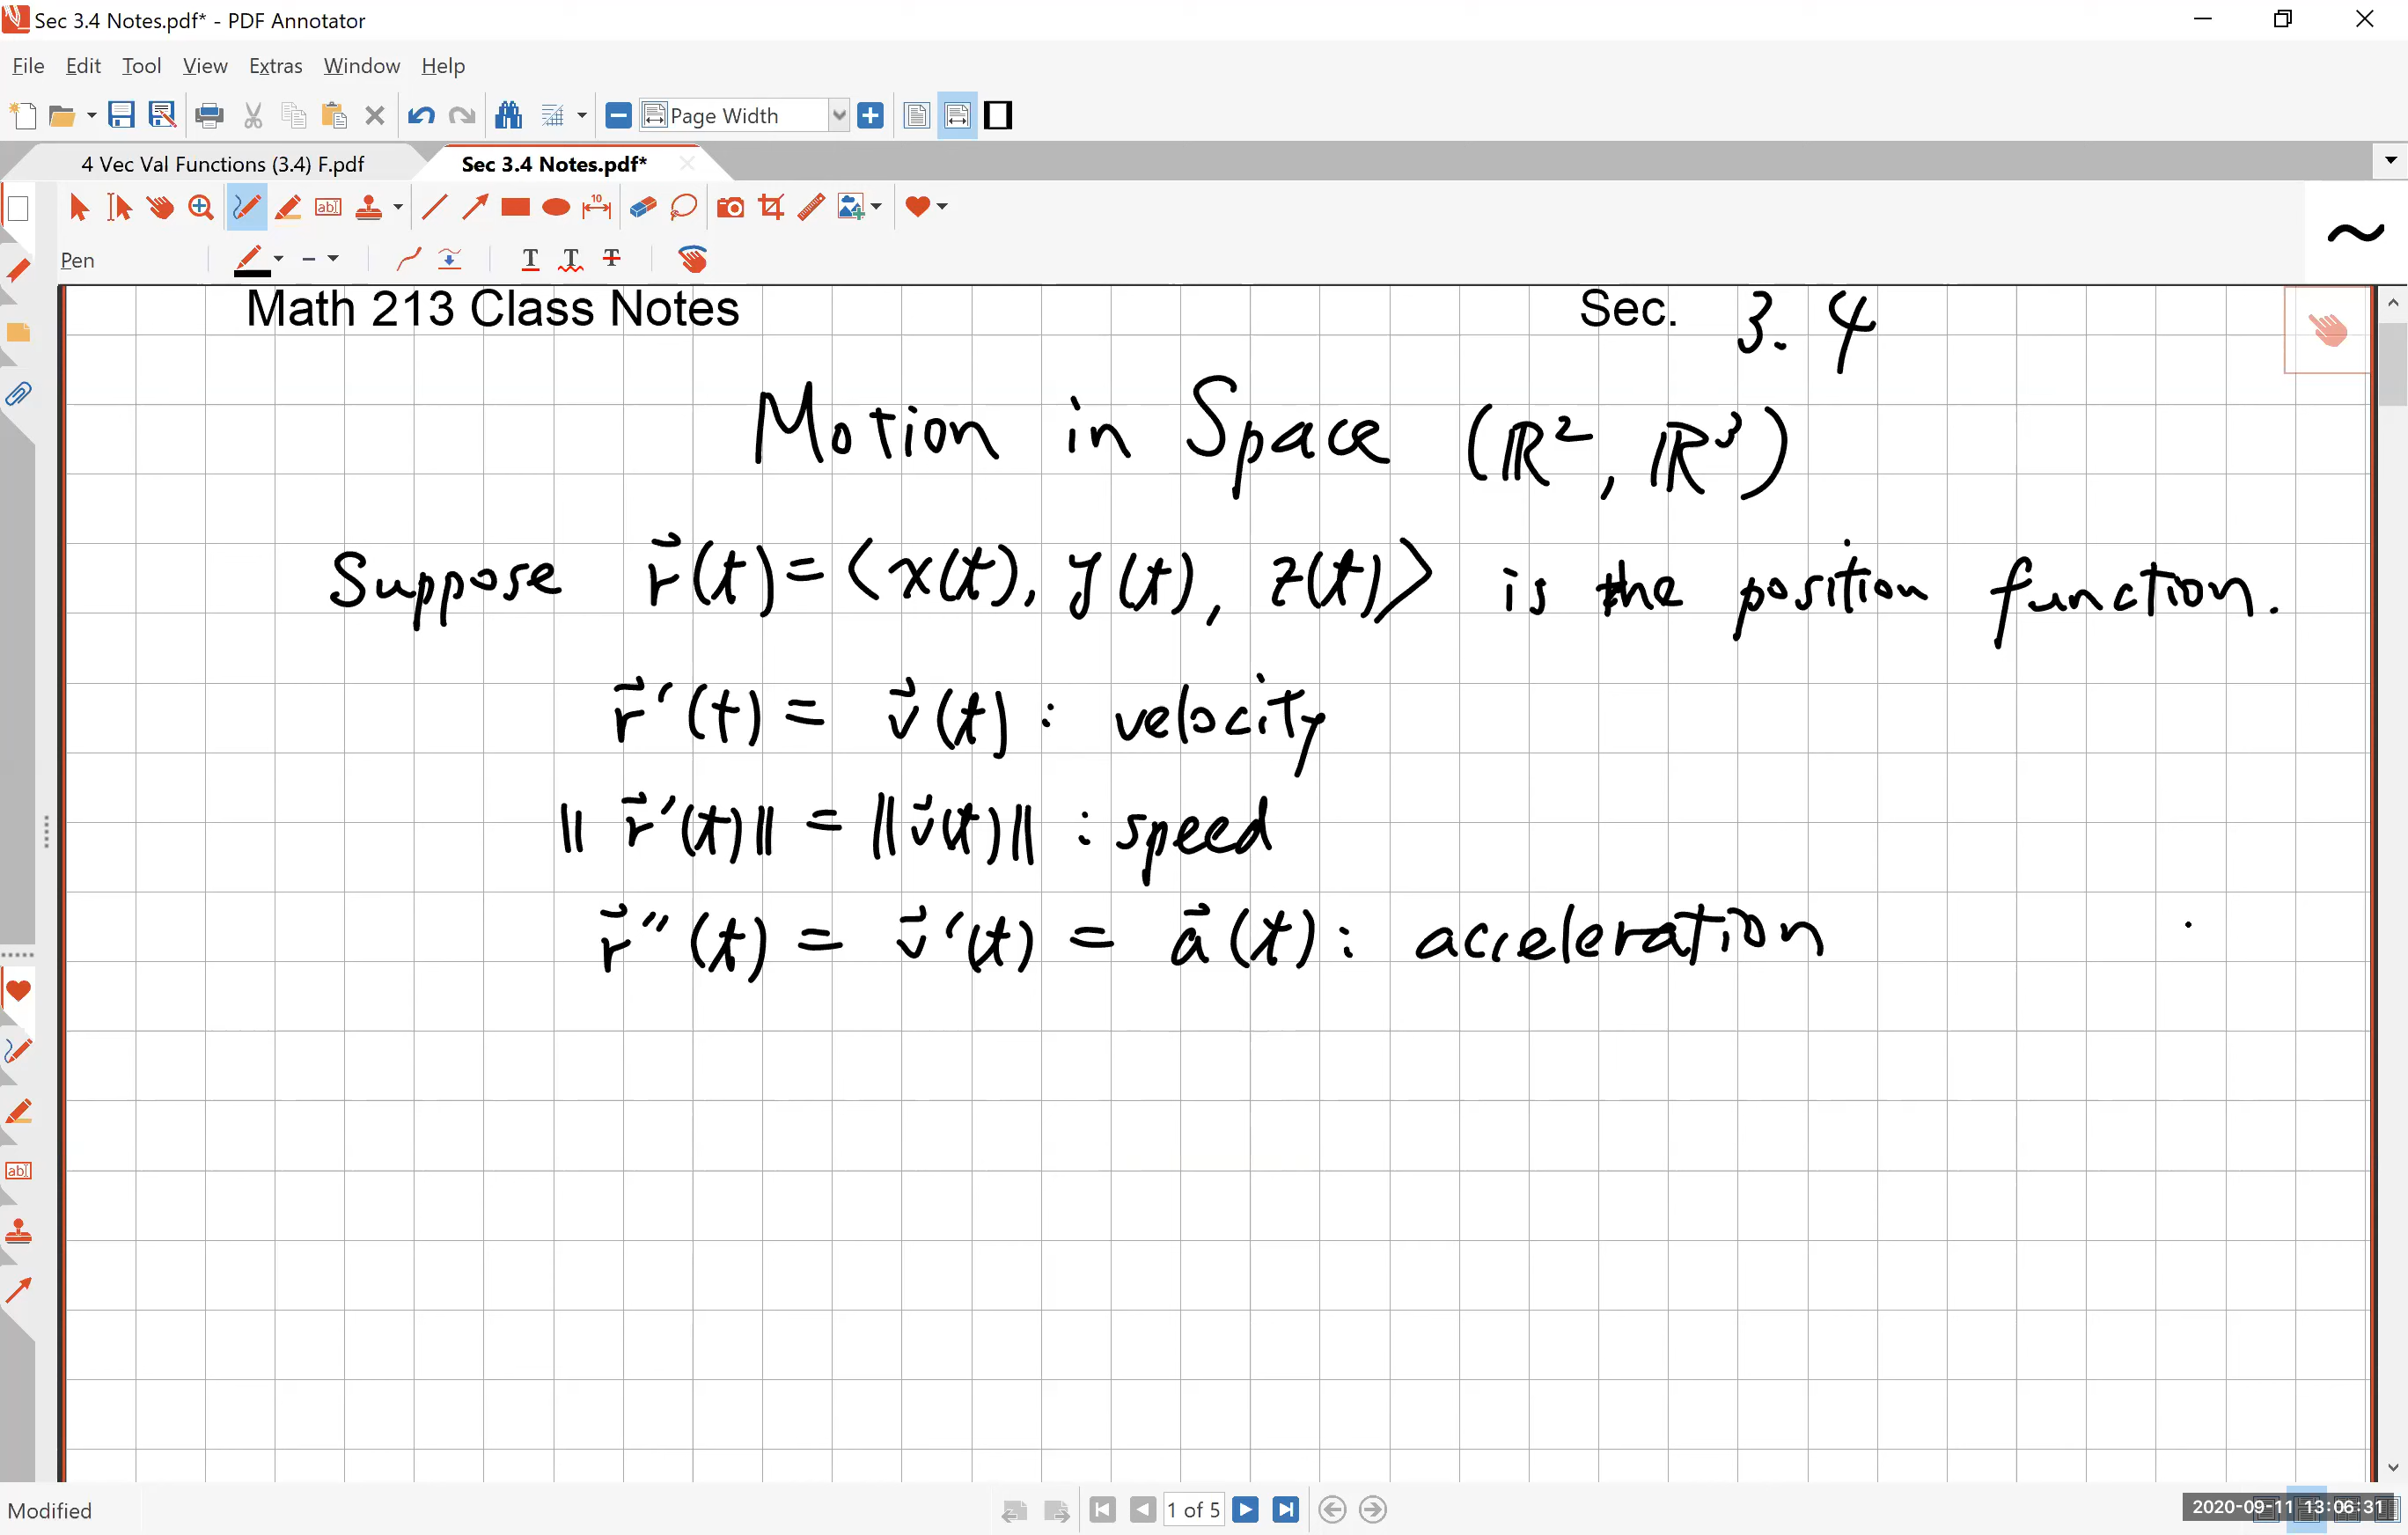 Sec 3.4 Notes.pdf* - PDF Annotator
File Edit Tool View Extras Window Help
Page Width
4 Vec Val Functions (3.4) F.pdf Sec 3.4 Notes.pdf*
ab 10
Pen T T T
Math 213 Class Notes Sec. 3.4
Motion in Space (ℝ², ℝ³)
Suppose r⃗(t) = ⟨x(t), y(t), z(t)⟩ is the position function.
r⃗′(t) = v⃗(t) : velocity
‖r⃗′(t)‖ = ‖v⃗(t)‖ : speed
r⃗″(t) = v⃗′(t) = a⃗(t) : acceleration
ab
Modified 1 of 5 2020-09-11 13:06:31